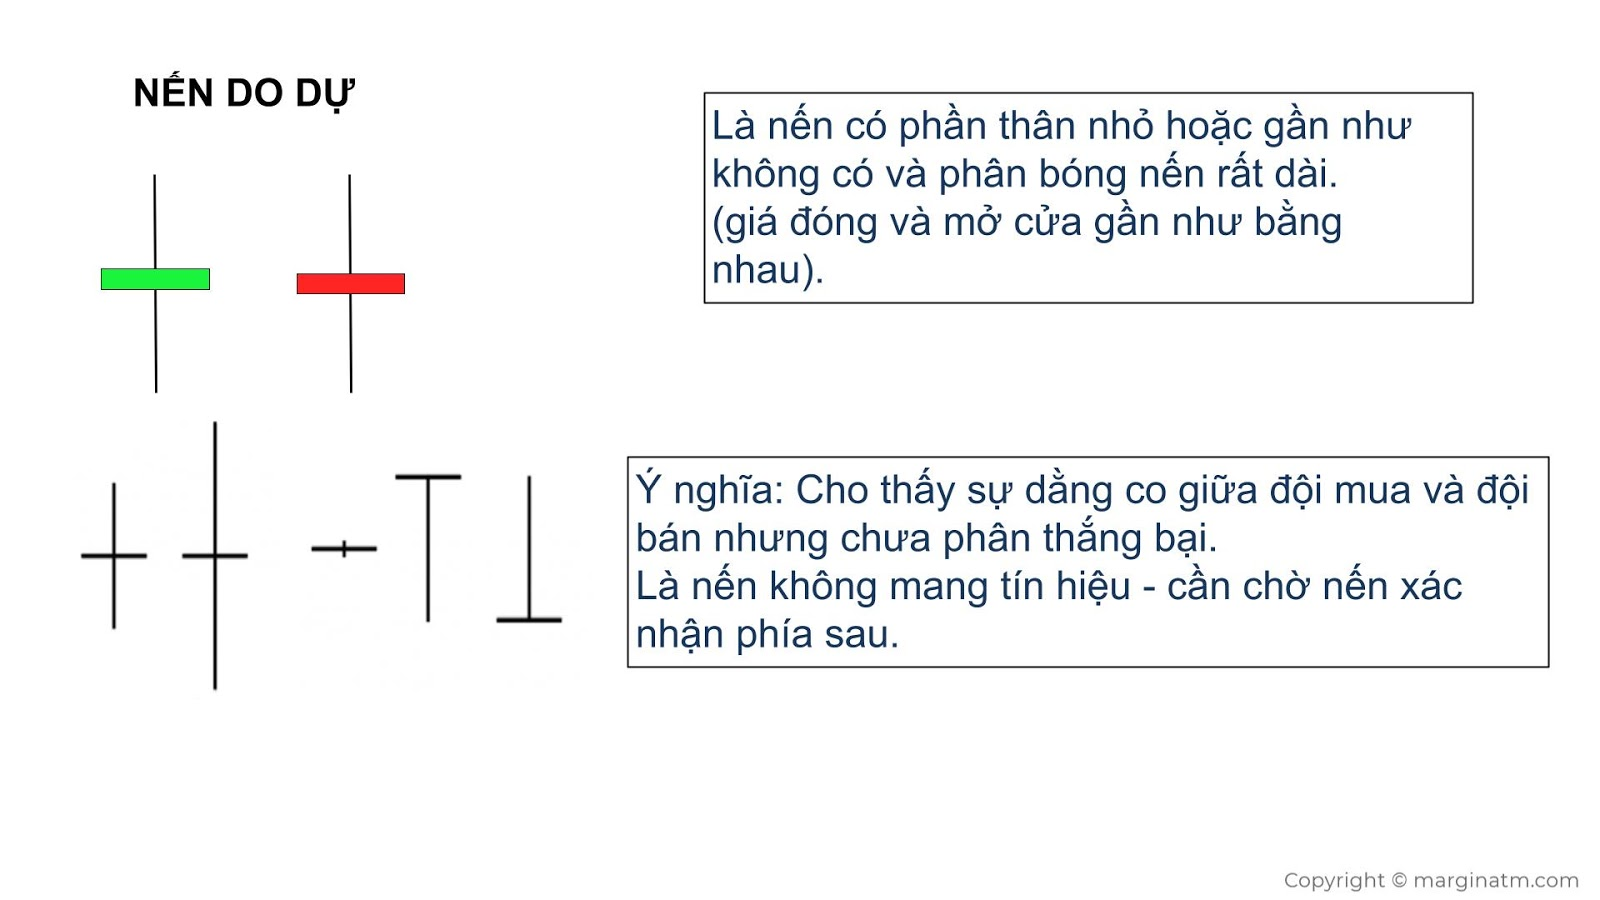 NẾN DO DỰ
Là nến có phần thân nhỏ hoặc gần như
không có và phân bóng nến rất dài.
(giá đóng và mở cửa gần như bằng
nhau).
Ý nghĩa: Cho thấy sự dằng co giữa đội mua và đội
bán nhưng chưa phân thắng bại.
Là nến không mang tín hiệu - cần chờ nến xác
nhận phía sau.
Copyright © marginatm.com